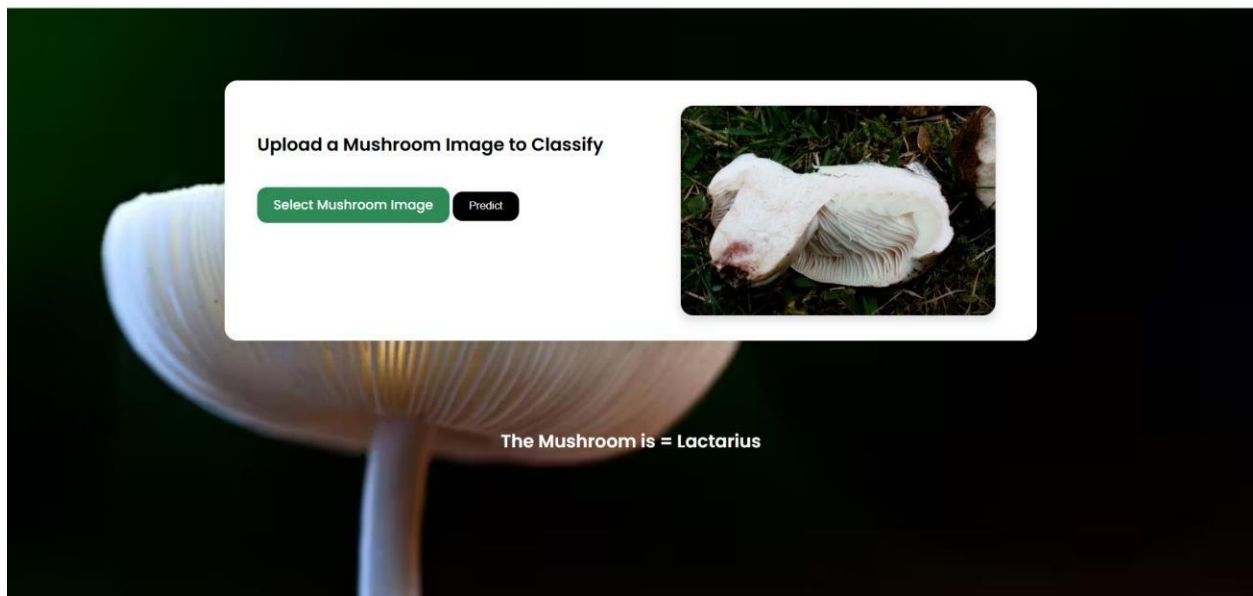 Upload a Mushroom Image to Classify
Select Mushroom Image Predict
The Mushroom is = Lactarius